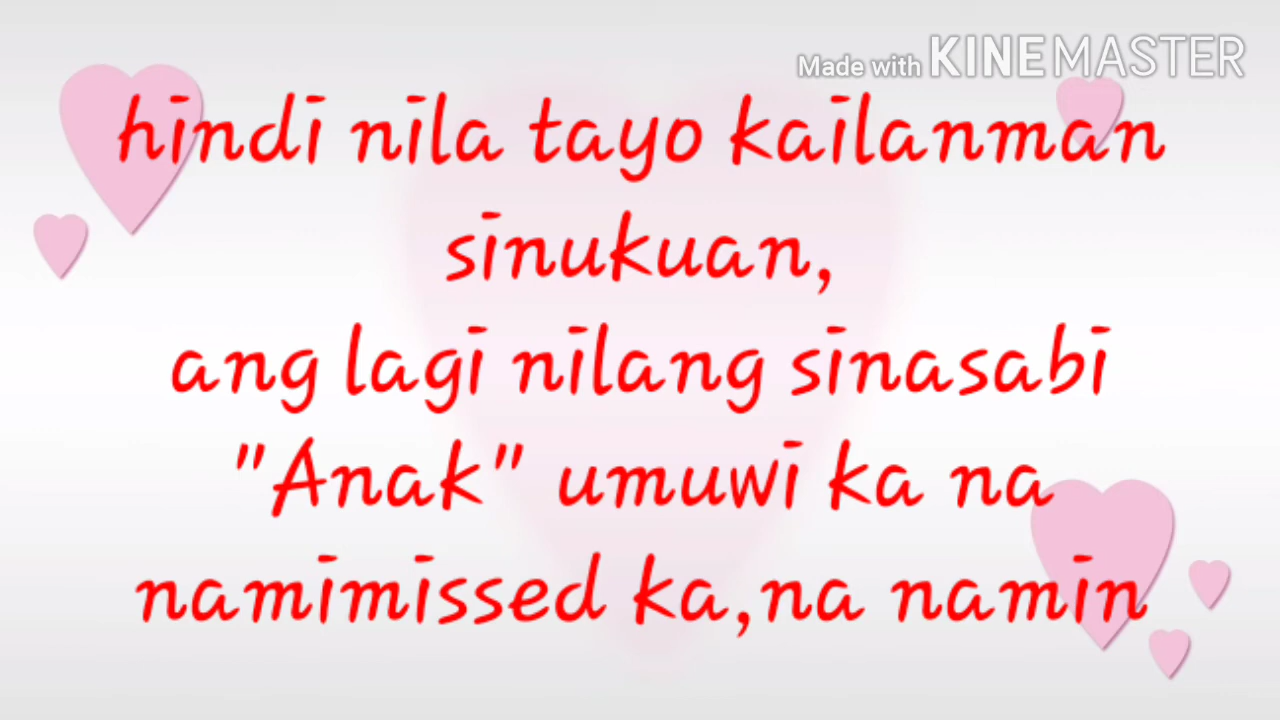 Made with KINEMASTER
hindi nila tayo kailanman
sinukuan,
ang lagi nilang sinasabi
"Anak" umuwi ka na
namimissed ka,na namin